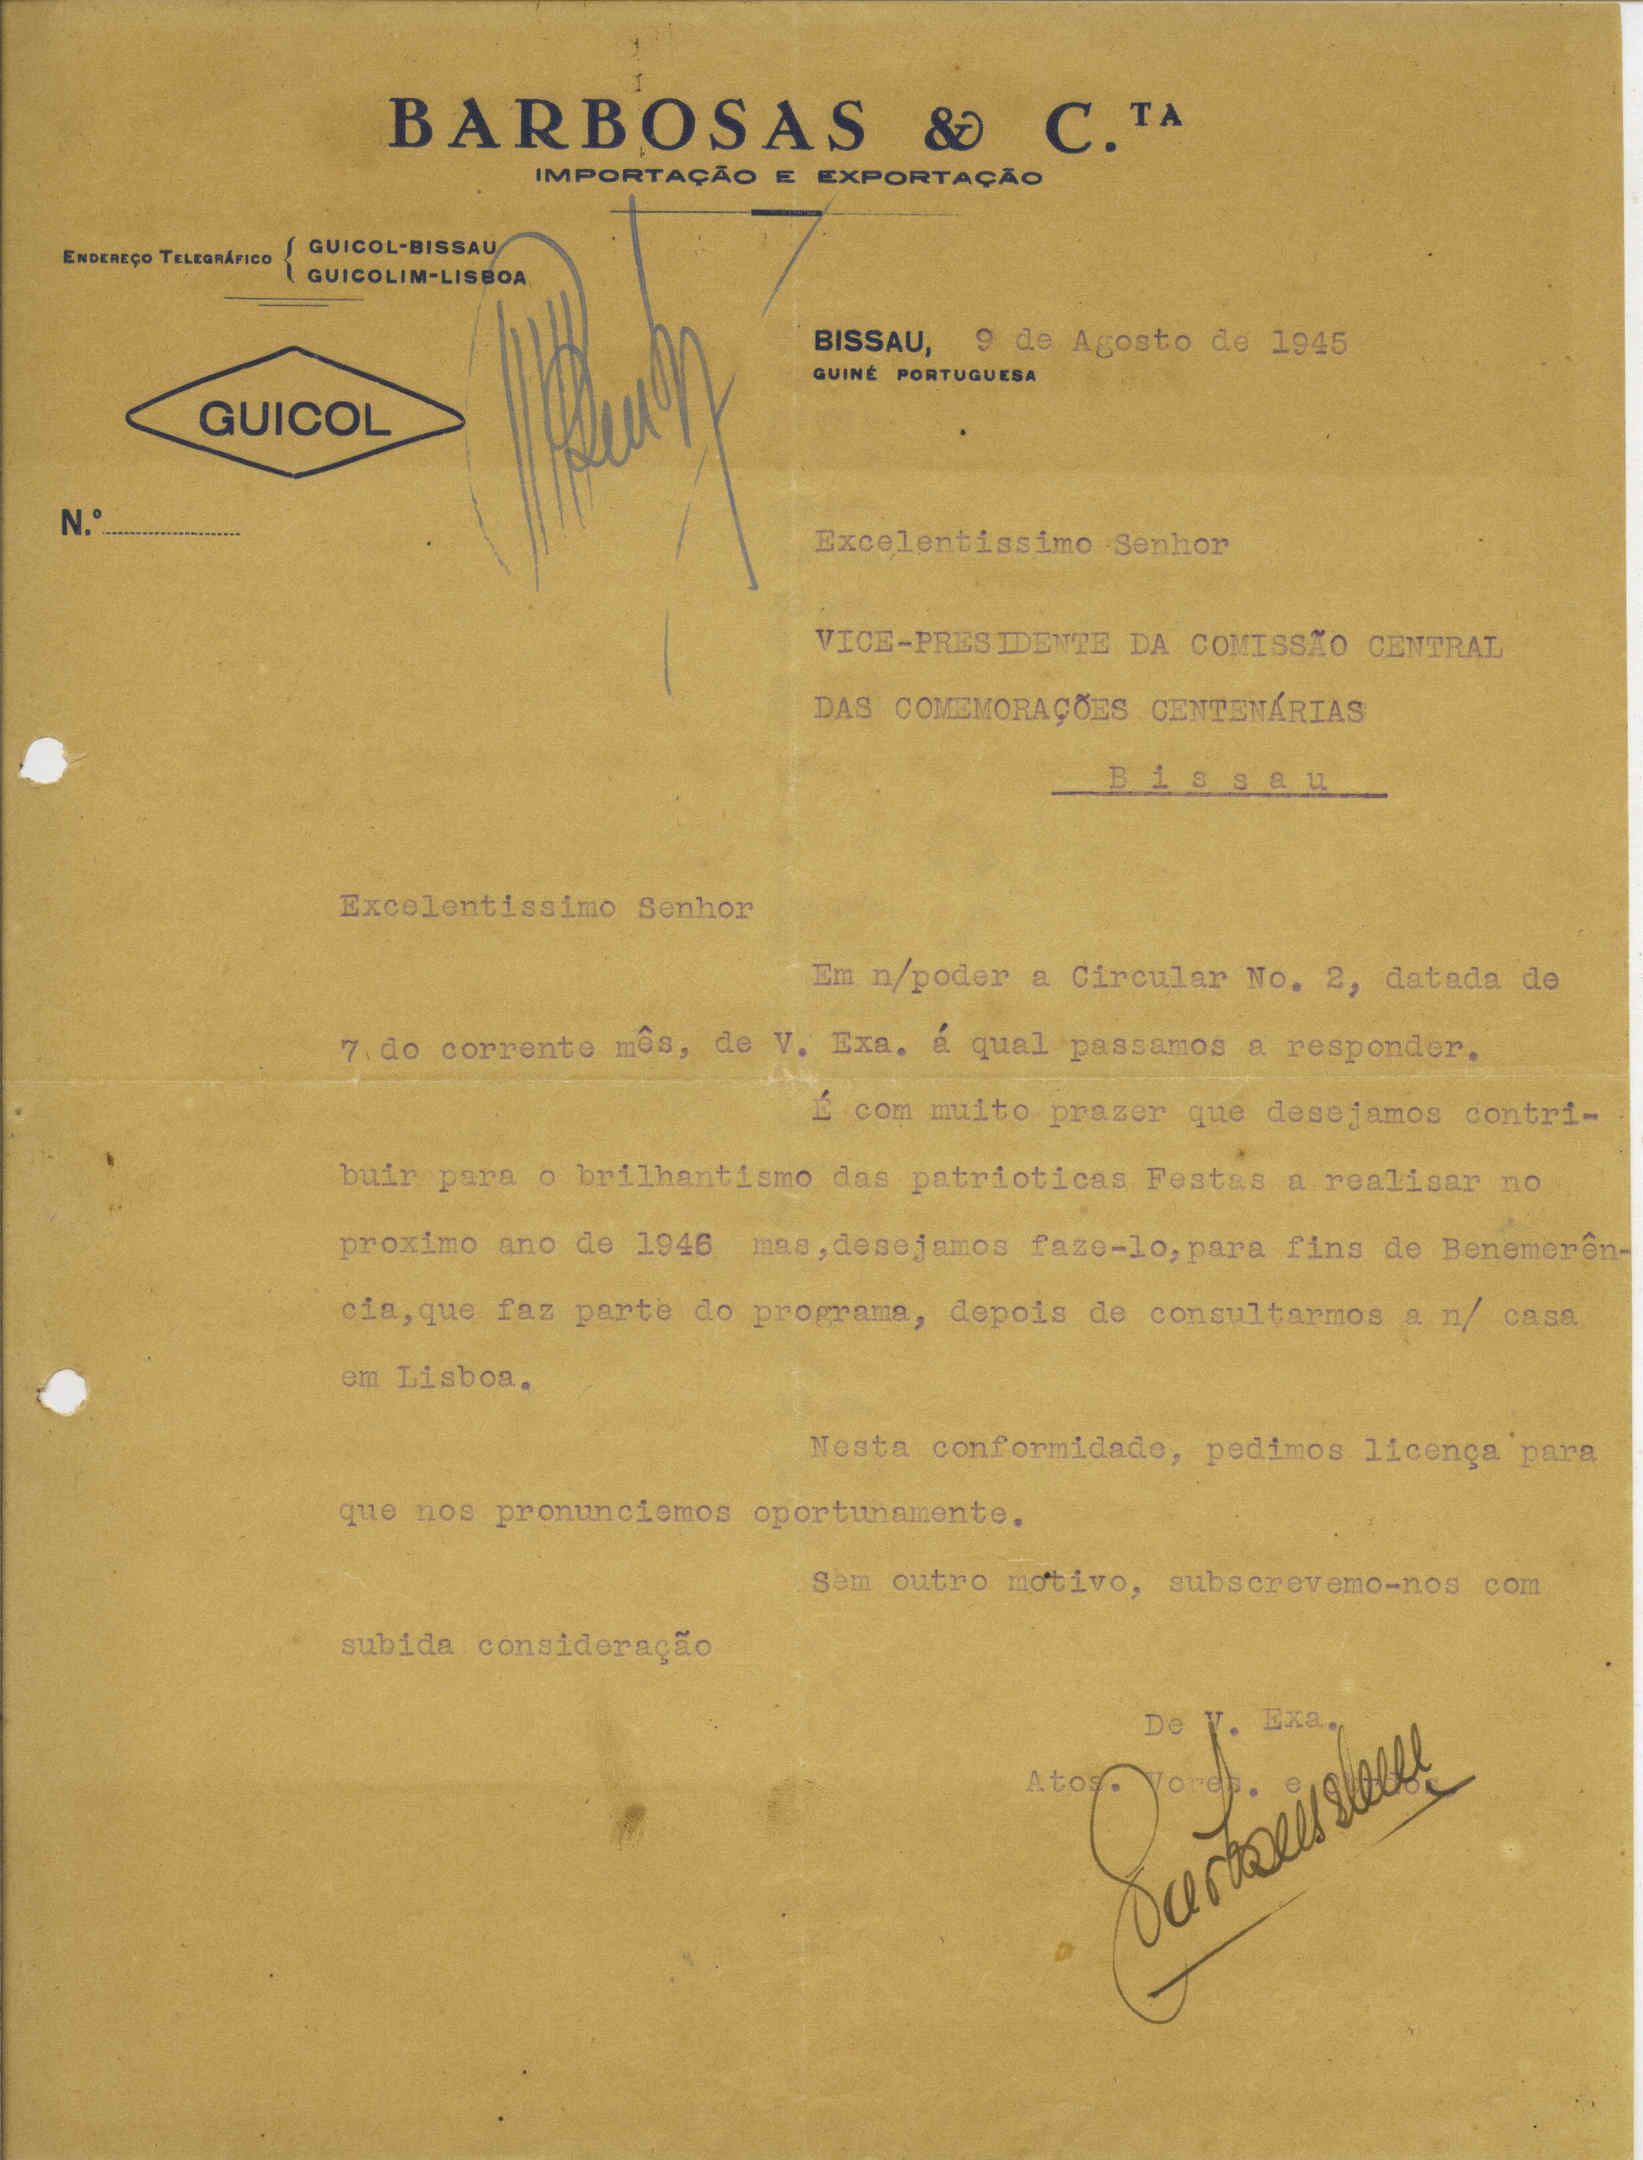 BARBOSAS & C.TA
IMPORTAÇÃO E EXPORTAÇÃO
ENDEREÇO TELEGRÁFICO { GUICOL-BISSAU
GUICOLIM-LISBOA
GUICOL
BISSAU, 9 de Agosto de 1945
GUINÉ PORTUGUESA
N.º
Excelentissimo Senhor
VICE-PRESIDENTE DA COMISSÃO CENTRAL
DAS COMEMORAÇÕES CENTENÁRIAS
B i s s a u
Excelentissimo Senhor
Em n/poder a Circular No. 2, datada de
7 do corrente mês, de V. Exa. á qual passamos a responder.
É com muito prazer que desejamos contri-
buir para o brilhantismo das patrioticas Festas a realisar no
proximo ano de 1946 mas,desejamos faze-lo,para fins de Benemerên-
cia,que faz parte do programa, depois de consultarmos a n/ casa
em Lisboa.
Nesta conformidade, pedimos licença para
que nos pronunciemos oportunamente.
Sem outro motivo, subscrevemo-nos com
subida consideração
De V. Exa.
Atos. Vores. e